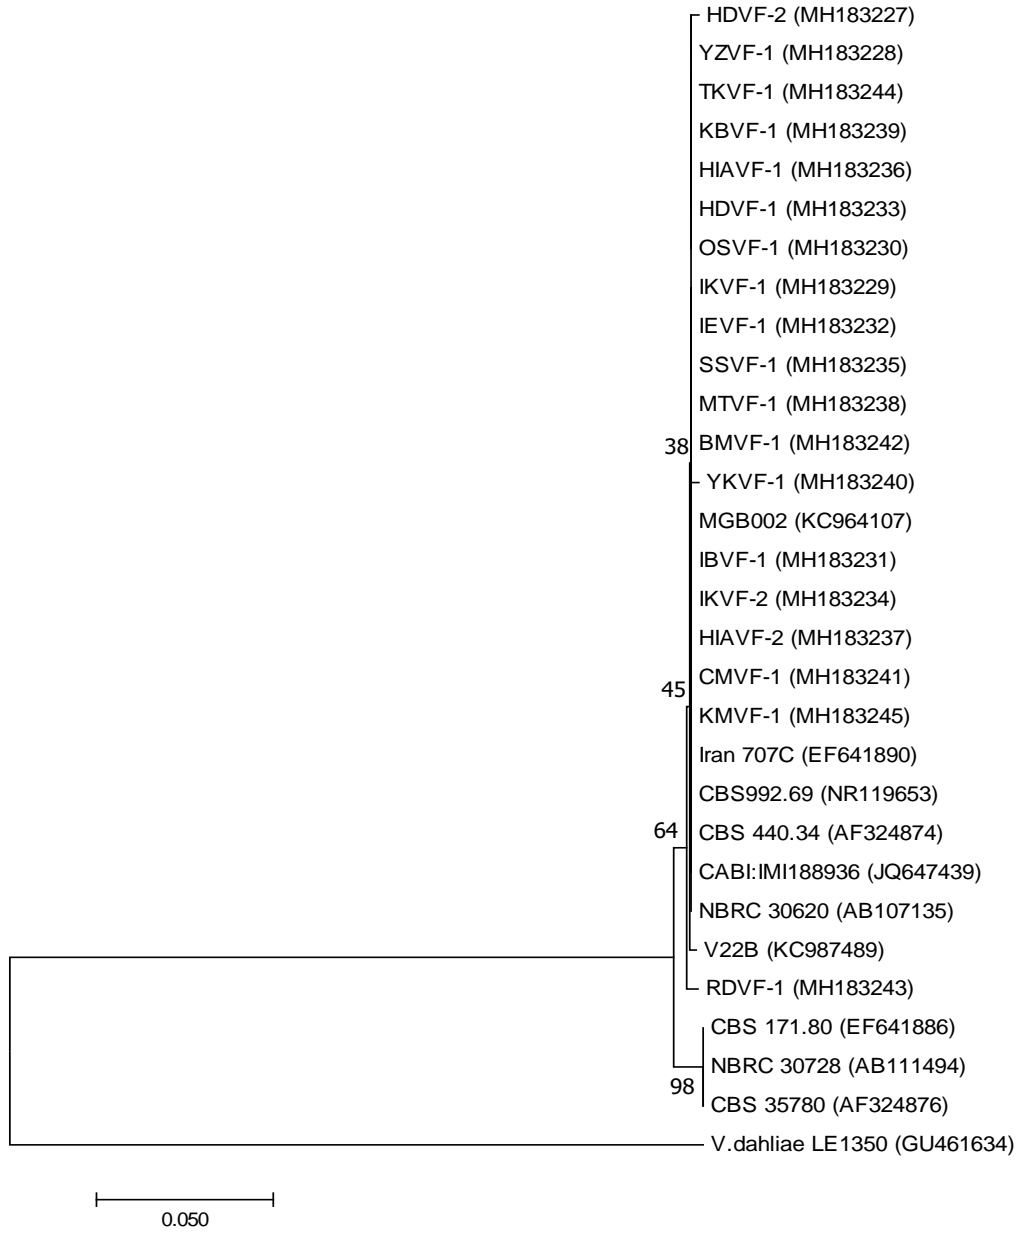 HDVF-2 (MH183227)
YZVF-1 (MH183228)
TKVF-1 (MH183244)
KBVF-1 (MH183239)
HIAVF-1 (MH183236)
HDVF-1 (MH183233)
OSVF-1 (MH183230)
IKVF-1 (MH183229)
IEVF-1 (MH183232)
SSVF-1 (MH183235)
MTVF-1 (MH183238)
38 BMVF-1 (MH183242)
YKVF-1 (MH183240)
MGB002 (KC964107)
IBVF-1 (MH183231)
IKVF-2 (MH183234)
HIAVF-2 (MH183237)
CMVF-1 (MH183241)
45
KMVF-1 (MH183245)
Iran 707C (EF641890)
CBS992.69 (NR119653)
64 CBS 440.34 (AF324874)
CABI:IMI188936 (JQ647439)
NBRC 30620 (AB107135)
V22B (KC987489)
RDVF-1 (MH183243)
CBS 171.80 (EF641886)
NBRC 30728 (AB111494)
98
CBS 35780 (AF324876)
V.dahliae LE1350 (GU461634)
0.050